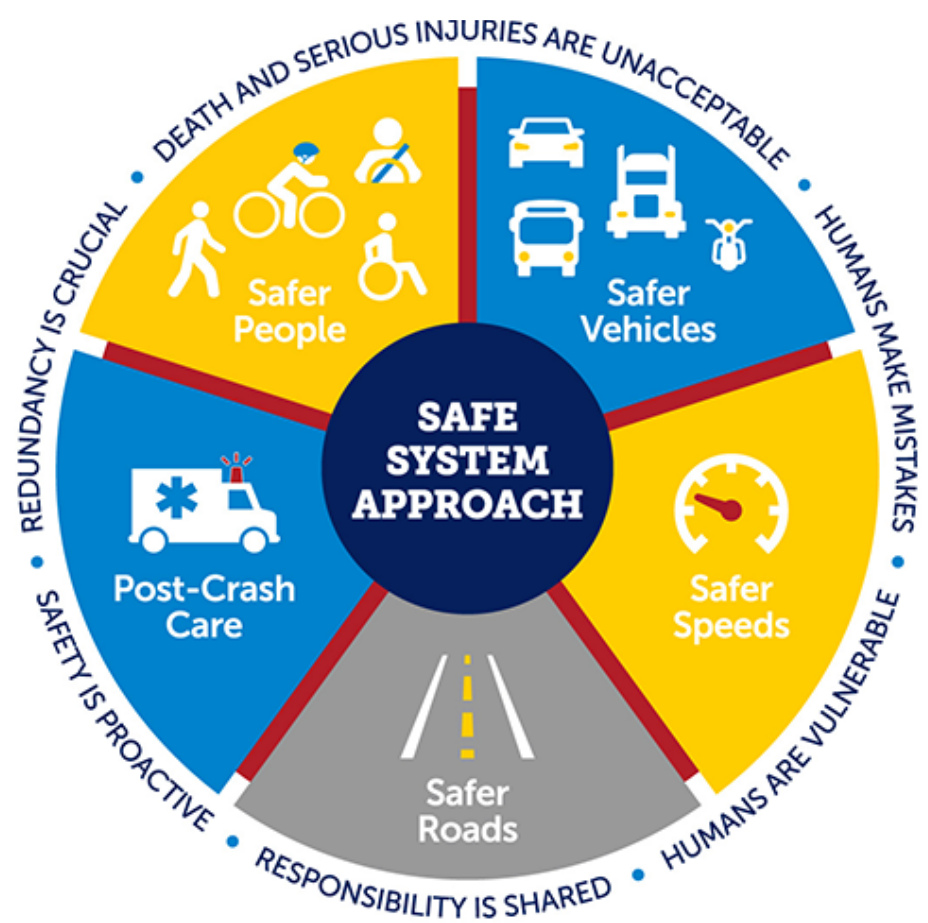 DEATH AND SERIOUS INJURIES ARE UNACCEPTABLE
HUMANS MAKE MISTAKES
HUMANS ARE VULNERABLE
RESPONSIBILITY IS SHARED
SAFETY IS PROACTIVE
REDUNDANCY IS CRUCIAL
Safer
People
Safer
Vehicles
SAFE
SYSTEM
APPROACH
Post-Crash
Care
Safer
Speeds
Safer
Roads